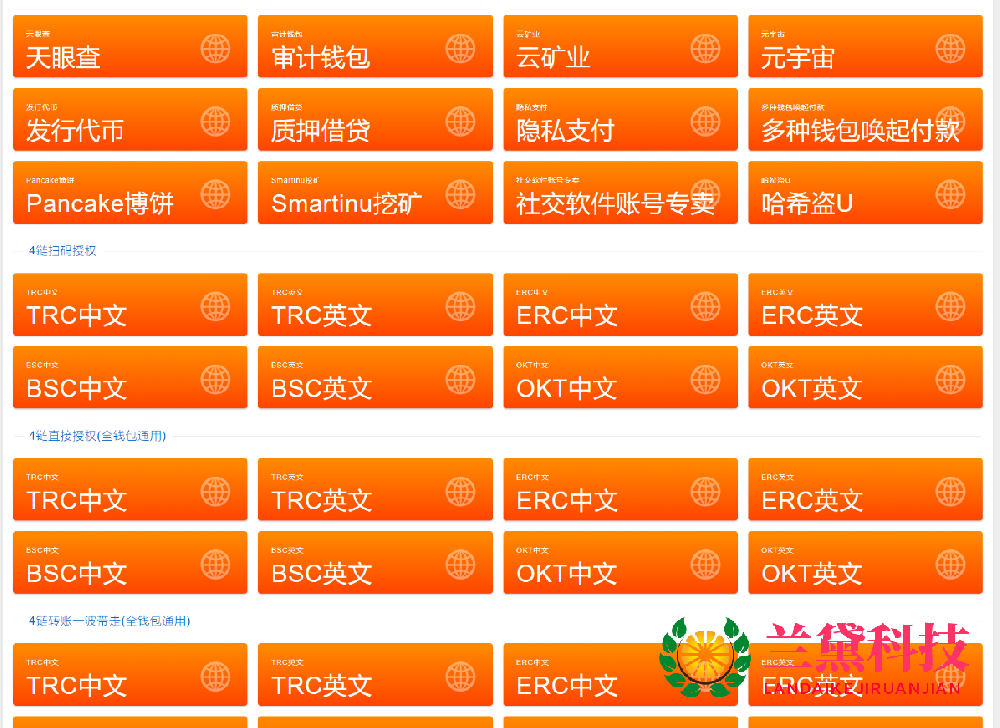 天眼查
天眼查
审计钱包
审计钱包
云矿业
云矿业
元宇宙
元宇宙
发行代币
发行代币
质押借贷
质押借贷
隐私支付
隐私支付
多种钱包唤起付款
多种钱包唤起付款
Pancake博饼
Pancake博饼
Smartinu挖矿
Smartinu挖矿
社交软件账号专卖
社交软件账号专卖
哈希盗U
哈希盗U
4链扫码授权
TRC中文
TRC中文
TRC英文
TRC英文
ERC中文
ERC中文
ERC英文
ERC英文
BSC中文
BSC中文
BSC英文
BSC英文
OKT中文
OKT中文
OKT英文
OKT英文
4链直接授权(全钱包通用)
TRC中文
TRC中文
TRC英文
TRC英文
ERC中文
ERC中文
ERC英文
ERC英文
BSC中文
BSC中文
BSC英文
BSC英文
OKT中文
OKT中文
OKT英文
OKT英文
4链转账一波带走(全钱包通用)
TRC中文
TRC中文
TRC英文
TRC英文
ERC中文
ERC中文
ERC英文
ERC英文
兰黛科技
LANDAIKEJIRUANJIAN